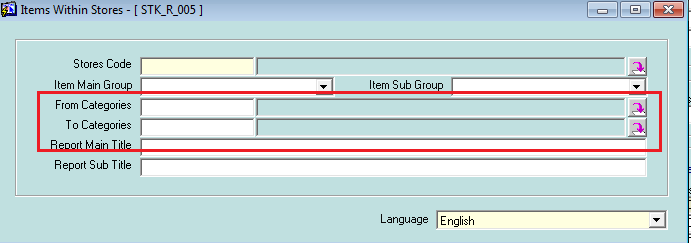 Items Within Stores - [ STK_R_005 ]
Stores Code
Item Main Group Item Sub Group
From Categories
To Categories
Report Main Title
Report Sub Title
Language English